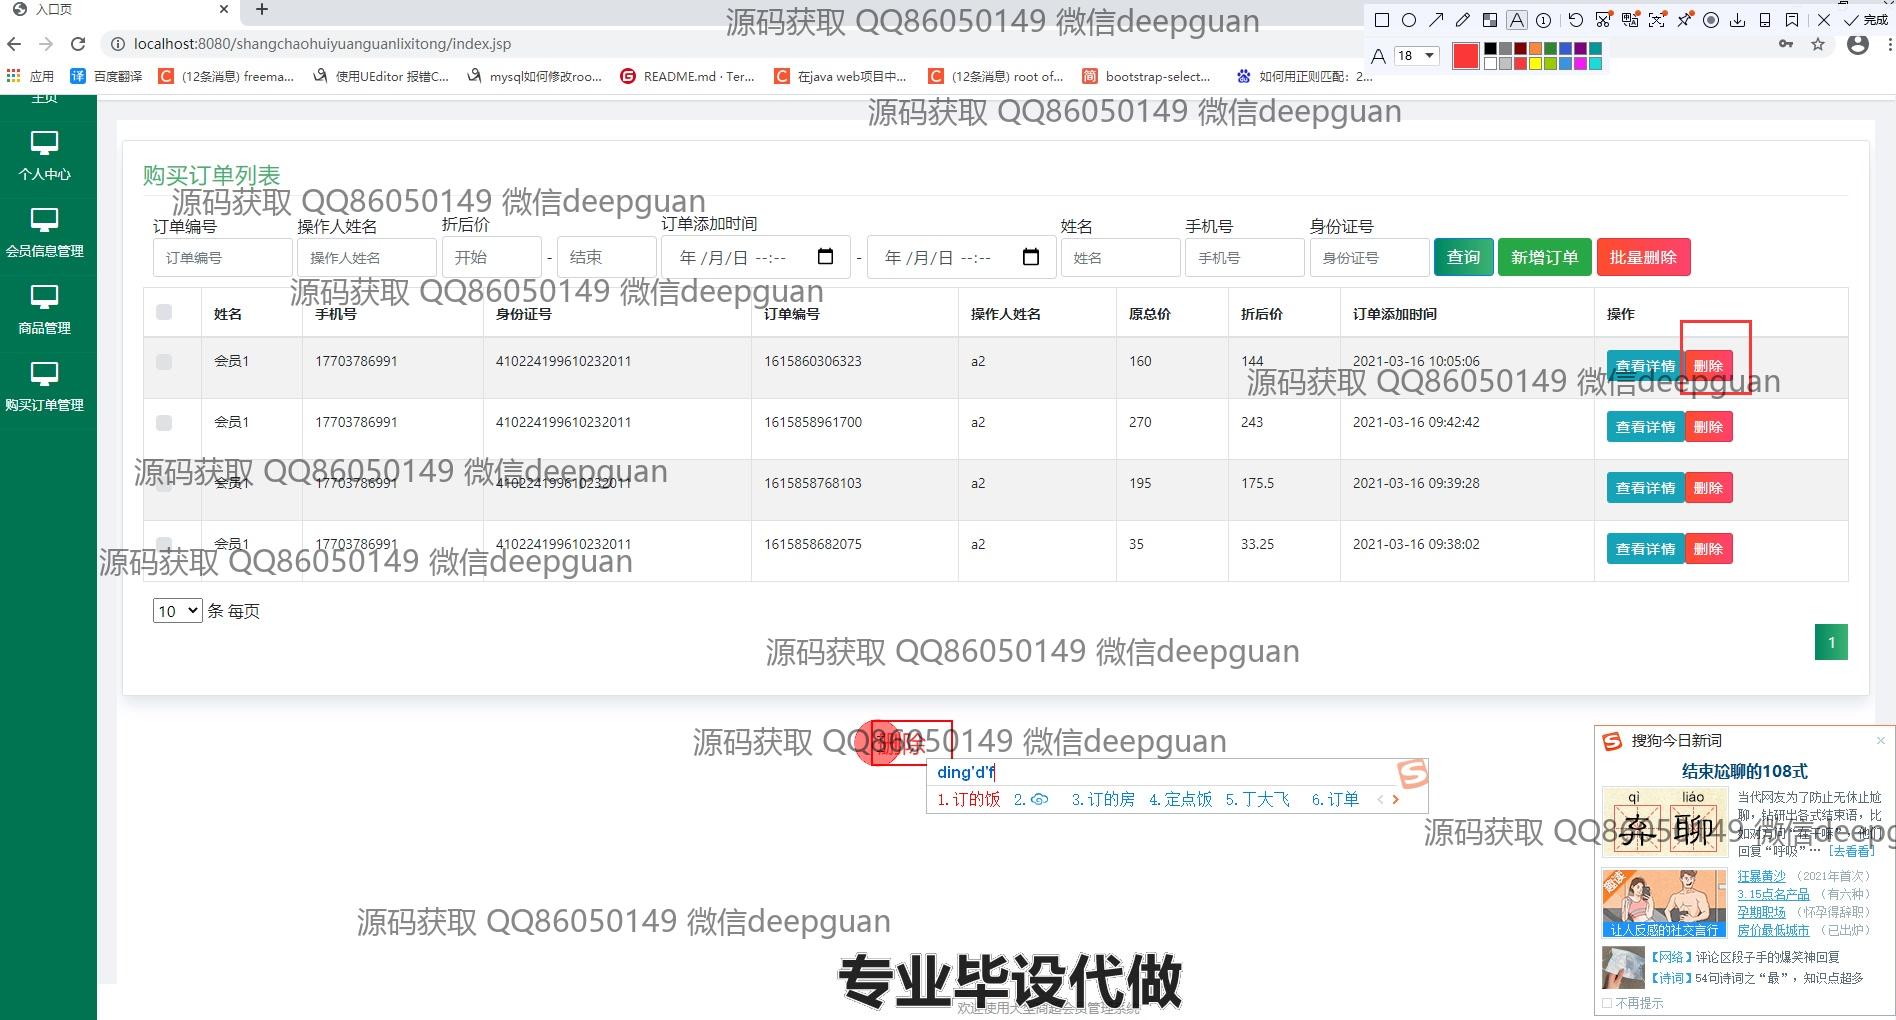 入口页
localhost:8080/shangchaohuiyuanguanlixitong/index.jsp
完成
18
应用
百度翻译
(12条消息) freema...
使用UEditor 报错C...
mysql如何修改roo...
README.md · Ter...
在java web项目中...
(12条消息) root of...
bootstrap-select...
如何用正则匹配：2...
源码获取 QQ86050149 微信deepguan
源码获取 QQ86050149 微信deepguan
主页
个人中心
会员信息管理
商品管理
购买订单管理
购买订单列表
源码获取 QQ86050149 微信deepguan
订单编号 操作人姓名 折后价 订单添加时间 姓名 手机号 身份证号
订单编号 操作人姓名 开始 - 结束 年 /月/日 --:-- - 年 /月/日 --:-- 姓名 手机号 身份证号 查询 新增订单 批量删除
源码获取 QQ86050149 微信deepguan
姓名 手机号 身份证号 订单编号 操作人姓名 原总价 折后价 订单添加时间 操作
会员1 17703786991 410224199610232011 1615860306323 a2 160 144 2021-03-16 10:05:06 查看详情 删除
源码获取 QQ86050149 微信deepguan
会员1 17703786991 410224199610232011 1615858961700 a2 270 243 2021-03-16 09:42:42 查看详情 删除
源码获取 QQ86050149 微信deepguan
会员1 17703786991 410224199610232011 1615858768103 a2 195 175.5 2021-03-16 09:39:28 查看详情 删除
会员1 17703786991 410224199610232011 1615858682075 a2 35 33.25 2021-03-16 09:38:02 查看详情 删除
源码获取 QQ86050149 微信deepguan
10 条 每页
源码获取 QQ86050149 微信deepguan
1
删除
源码获取 QQ86050149 微信deepguan
ding'd'f
1.订的饭 2. 3.订的房 4.定点饭 5.丁大飞 6.订单
搜狗今日新词
结束尬聊的108式
qì liáo
弃 聊
当代网友为了防止无休止尬
聊，钻研出各式结束语，比
回复“呼吸”… [去看看]
源码获取 QQ86050149 微信deepg
趣读
让人反感的社交言行
狂暴黄沙 （2021年首次）
3.15点名产品 （有六种）
孕期职场 （怀孕得辞职）
房价最低城市 （已出炉）
【网络】评论区段子手的爆笑神回复
【诗词】54句诗词之“最”，知识点超多
不再提示
源码获取 QQ86050149 微信deepguan
专业毕设代做
欢迎使用大型商超会员管理系统